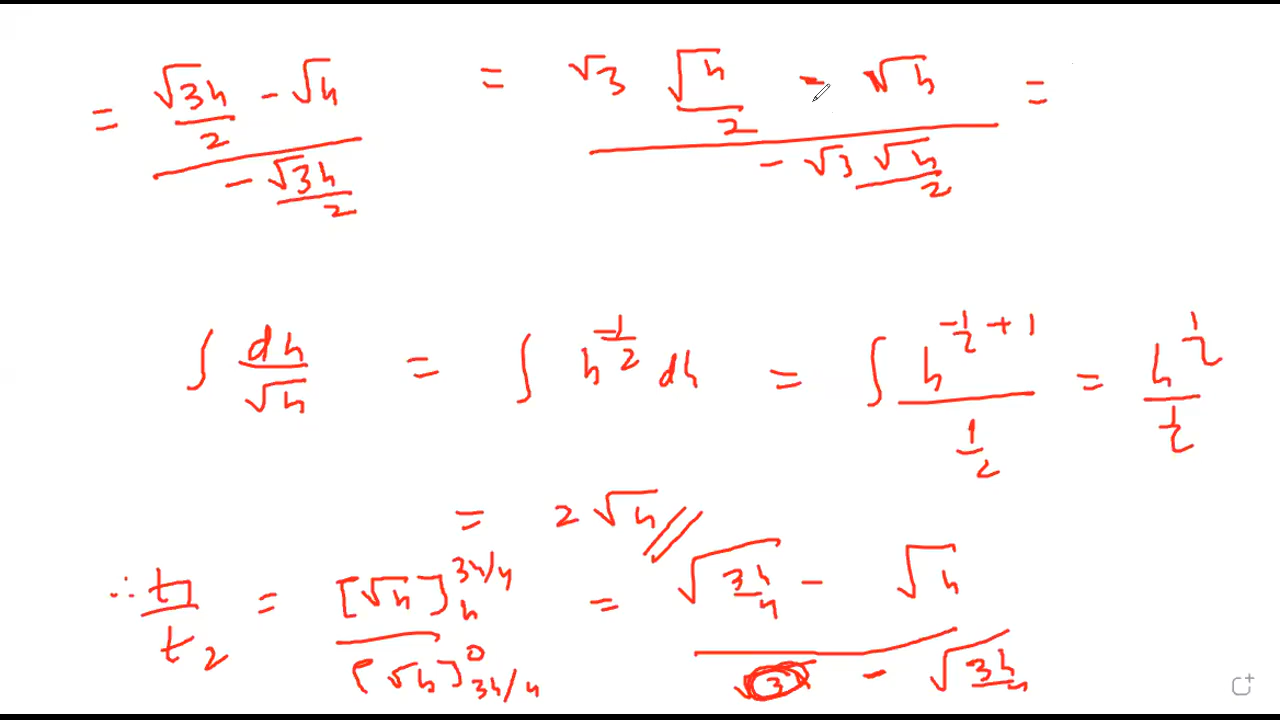 = (√3h/2 - √h) / (-√3h/2) = (√3 √h/2 - √h) / (-√3 √h/2) =
∫ dh/√h = ∫ h^(-1/2) dh = ∫ h^(-1/2 + 1) / (1/2) = h^(1/2) / (1/2)
= 2√h //
∴ t1/t2 = [√h]_h^(3h/4) / [√h]_(3h/4)^0 = (√(3h/4) - √h) / ( - √(3h/4))